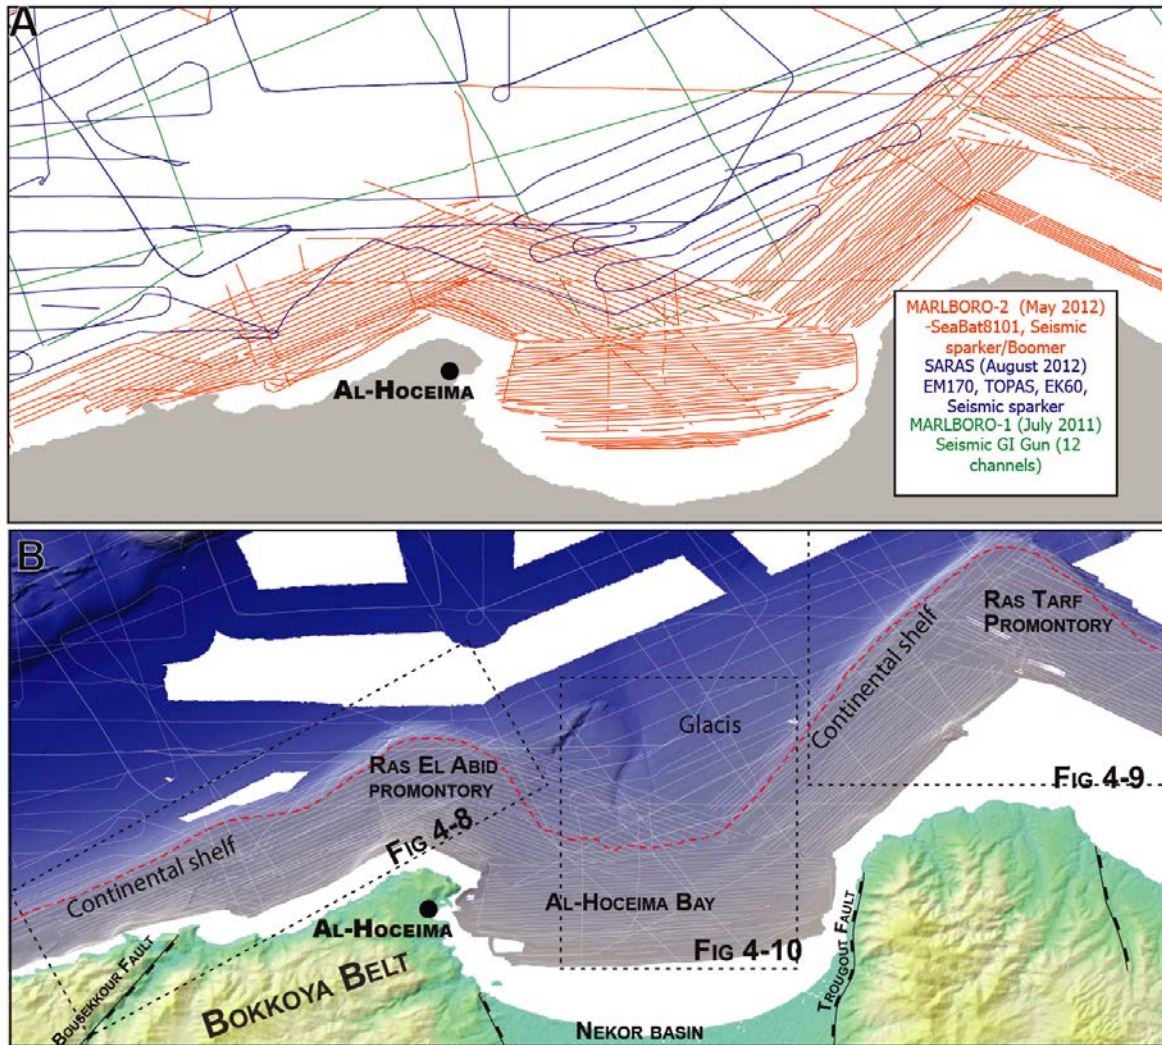 A
AL-HOCEIMA
MARLBORO-2 (May 2012)
-SeaBat8101, Seismic
sparker/Boomer
SARAS (August 2012)
EM170, TOPAS, EK60,
Seismic sparker
MARLBORO-1 (July 2011)
Seismic GI Gun (12
channels)
B
RAS TARF
PROMONTORY
Continental shelf
Glacis
RAS EL ABID
PROMONTORY
FIG 4-9
FIG 4-8
Continental shelf
AL-HOCEIMA BAY
AL-HOCEIMA
FIG 4-10
BOUSEKKOUR FAULT
BOKKOYA BELT
TROUGOUT FAULT
NEKOR BASIN